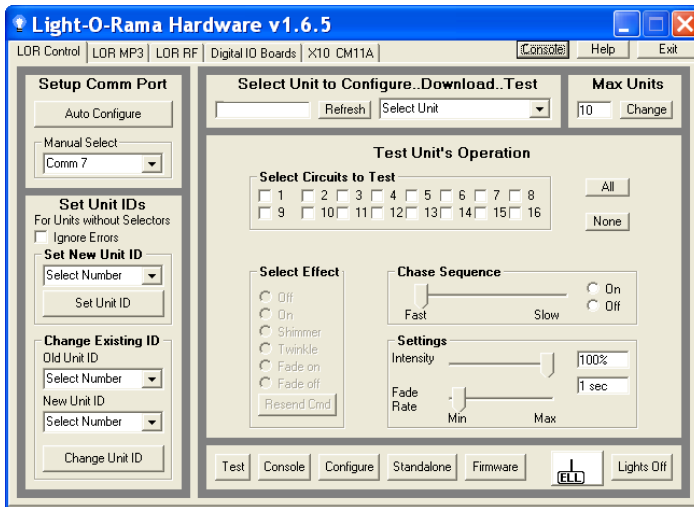 Light-O-Rama Hardware v1.6.5
LOR Control LOR MP3 LOR RF Digital IO Boards X10 CM11A Console Help Exit
Setup Comm Port
Auto Configure
Manual Select
Comm 7
Set Unit IDs
For Units without Selectors
Ignore Errors
Set New Unit ID
Select Number
Set Unit ID
Change Existing ID
Old Unit ID
Select Number
New Unit ID
Select Number
Change Unit ID
Select Unit to Configure..Download..Test
Refresh Select Unit
Max Units
10 Change
Test Unit's Operation
Select Circuits to Test
1 2 3 4 5 6 7 8
9 10 11 12 13 14 15 16
All
None
Select Effect
Off
On
Shimmer
Twinkle
Fade on
Fade off
Resend Cmd
Chase Sequence
Fast Slow
On
Off
Settings
Intensity 100%
1 sec
Fade
Rate
Min Max
Test Console Configure Standalone Firmware ELL Lights Off